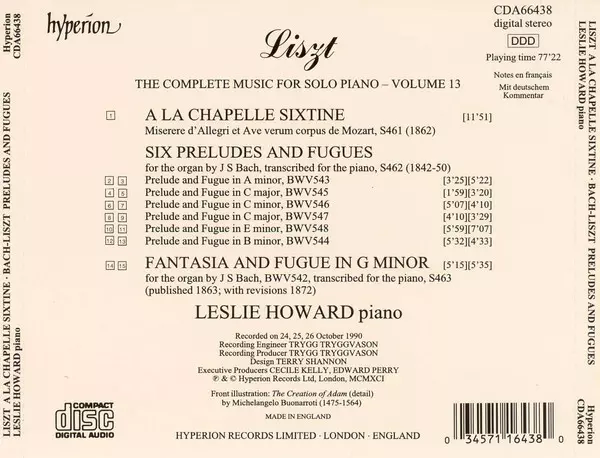 Hyperion
CDA66438
LISZT A LA CHAPELLE SIXTINE · BACH-LISZT PRELUDES AND FUGUES
LESLIE HOWARD piano
hyperion
Liszt
CDA66438
digital stereo
DDD
Playing time 77'22
Notes en français
Mit deutschem
Kommentar
THE COMPLETE MUSIC FOR SOLO PIANO – VOLUME 13
1 A LA CHAPELLE SIXTINE [11'51]
Miserere d'Allegri et Ave verum corpus de Mozart, S461 (1862)
SIX PRELUDES AND FUGUES
for the organ by J S Bach, transcribed for the piano, S462 (1842-50)
2 3 Prelude and Fugue in A minor, BWV543 [3'25][5'22]
4 5 Prelude and Fugue in C major, BWV545 [1'59][3'20]
6 7 Prelude and Fugue in C minor, BWV546 [5'07][4'10]
8 9 Prelude and Fugue in C major, BWV547 [4'10][3'29]
10 11 Prelude and Fugue in E minor, BWV548 [5'59][7'07]
12 13 Prelude and Fugue in B minor, BWV544 [5'32][4'33]
14 15 FANTASIA AND FUGUE IN G MINOR [5'15][5'35]
for the organ by J S Bach, BWV542, transcribed for the piano, S463
(published 1863; with revisions 1872)
LESLIE HOWARD piano
Recorded on 24, 25, 26 October 1990
Recording Engineer TRYGG TRYGGVASON
Recording Producer TRYGG TRYGGVASON
Design TERRY SHANNON
Executive Producers CECILE KELLY, EDWARD PERRY
℗ & © Hyperion Records Ltd, London, MCMXCI
Front illustration: The Creation of Adam (detail)
by Michelangelo Buonarroti (1475-1564)
MADE IN ENGLAND
HYPERION RECORDS LIMITED · LONDON · ENGLAND
COMPACT
disc
DIGITAL AUDIO
0 34571 16438 0
LISZT A LA CHAPELLE SIXTINE · BACH-LISZT PRELUDES AND FUGUES
LESLIE HOWARD piano
Hyperion
CDA66438